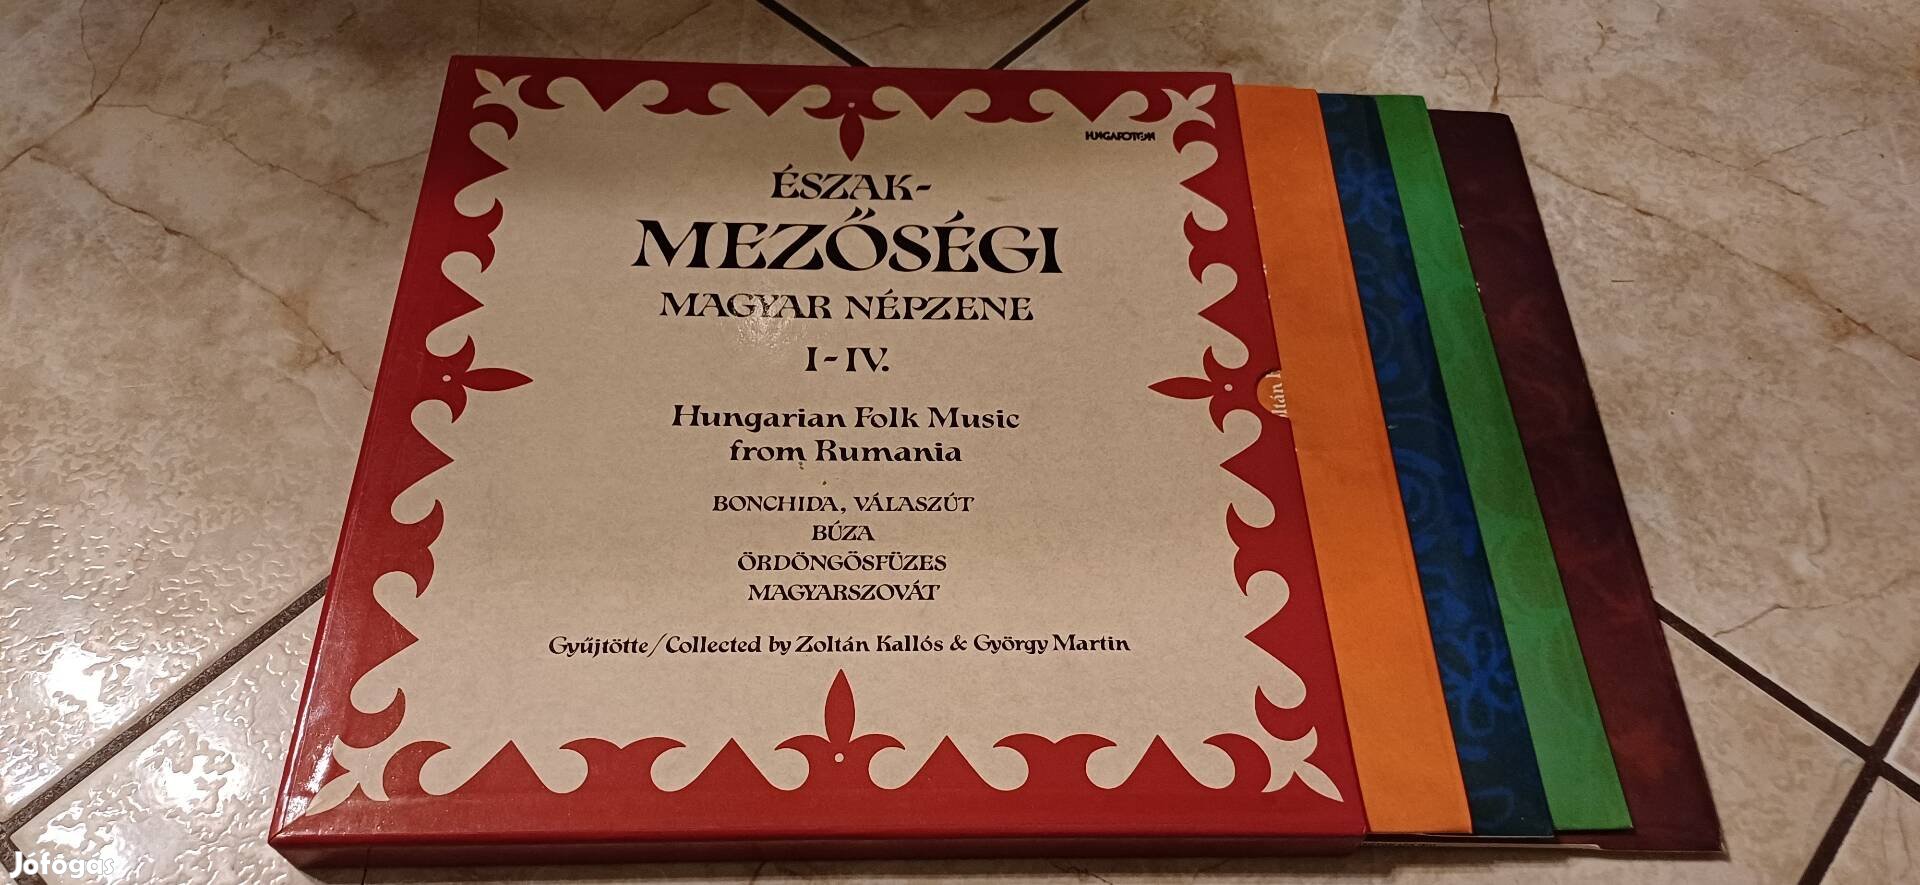 HUNGAROTON
ÉSZAK-
MEZŐSÉGI
MAGYAR NÉPZENE
I-IV.
Hungarian Folk Music
from Rumania
BONCHIDA, VÁLASZÚT
BÚZA
ÖRDÖNGÖSFÜZES
MAGYARSZOVÁT
Gyűjtötte/Collected by Zoltán Kallós & György Martin
Jófogás